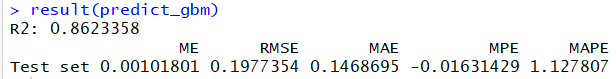 > result(predict_gbm)
R2: 0.8623358
ME RMSE MAE MPE MAPE
Test set 0.00101801 0.1977354 0.1468695 -0.01631429 1.127807